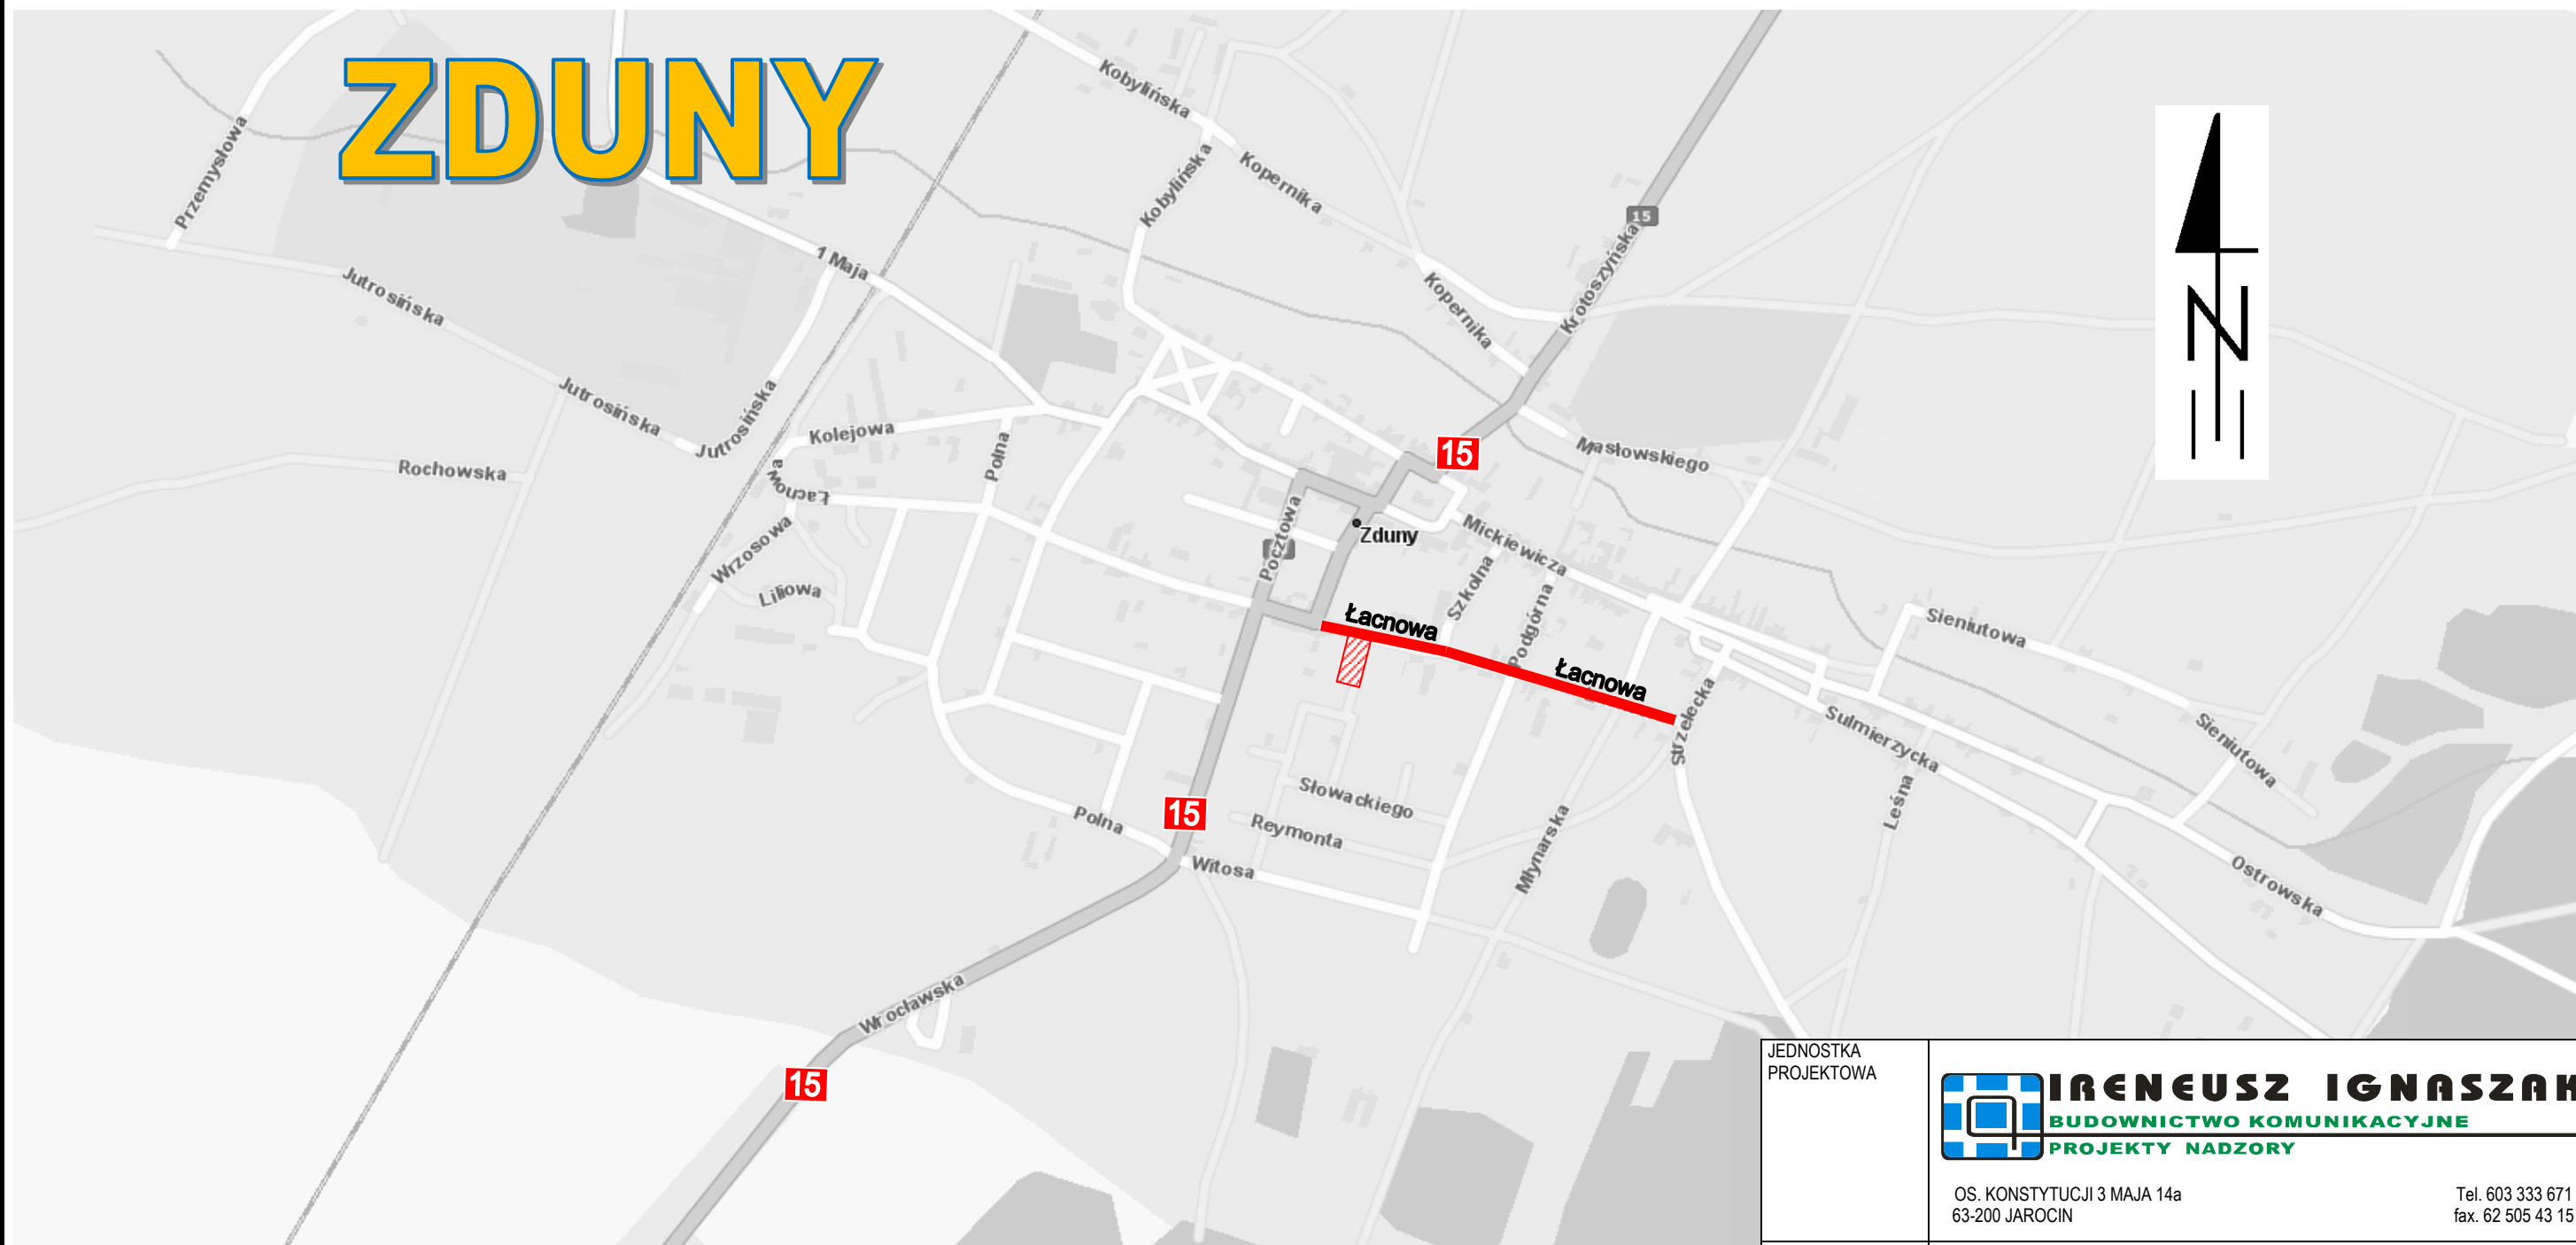 ZDUNY
Kobylińska
Kobylińska
Kopernika
Przemysłowa
15
Krotoszyńska
1 Maja
Jutrosińska
Kopernika
N
Jutrosińska
Jutrosińska
Kolejowa
Polna
15
Masłowskiego
Rochowska
Łacnowa
Pocztowa
Zduny
Mickiewicza
Wrzosowa
Liliowa
Szkolna
Podgórna
Łacnowa
Sieniutowa
Łacnowa
Strzelecka
Sulmierzycka
Sieniutowa
Słowackiego
Leśna
15
Polna
Reymonta
Młynarska
Witosa
Ostrowska
Wrocławska
15
JEDNOSTKA
PROJEKTOWA
IRENEUSZ IGNASZAK
BUDOWNICTWO KOMUNIKACYJNE
PROJEKTY NADZORY
OS. KONSTYTUCJI 3 MAJA 14a
Tel. 603 333 671
63-200 JAROCIN
fax. 62 505 43 15